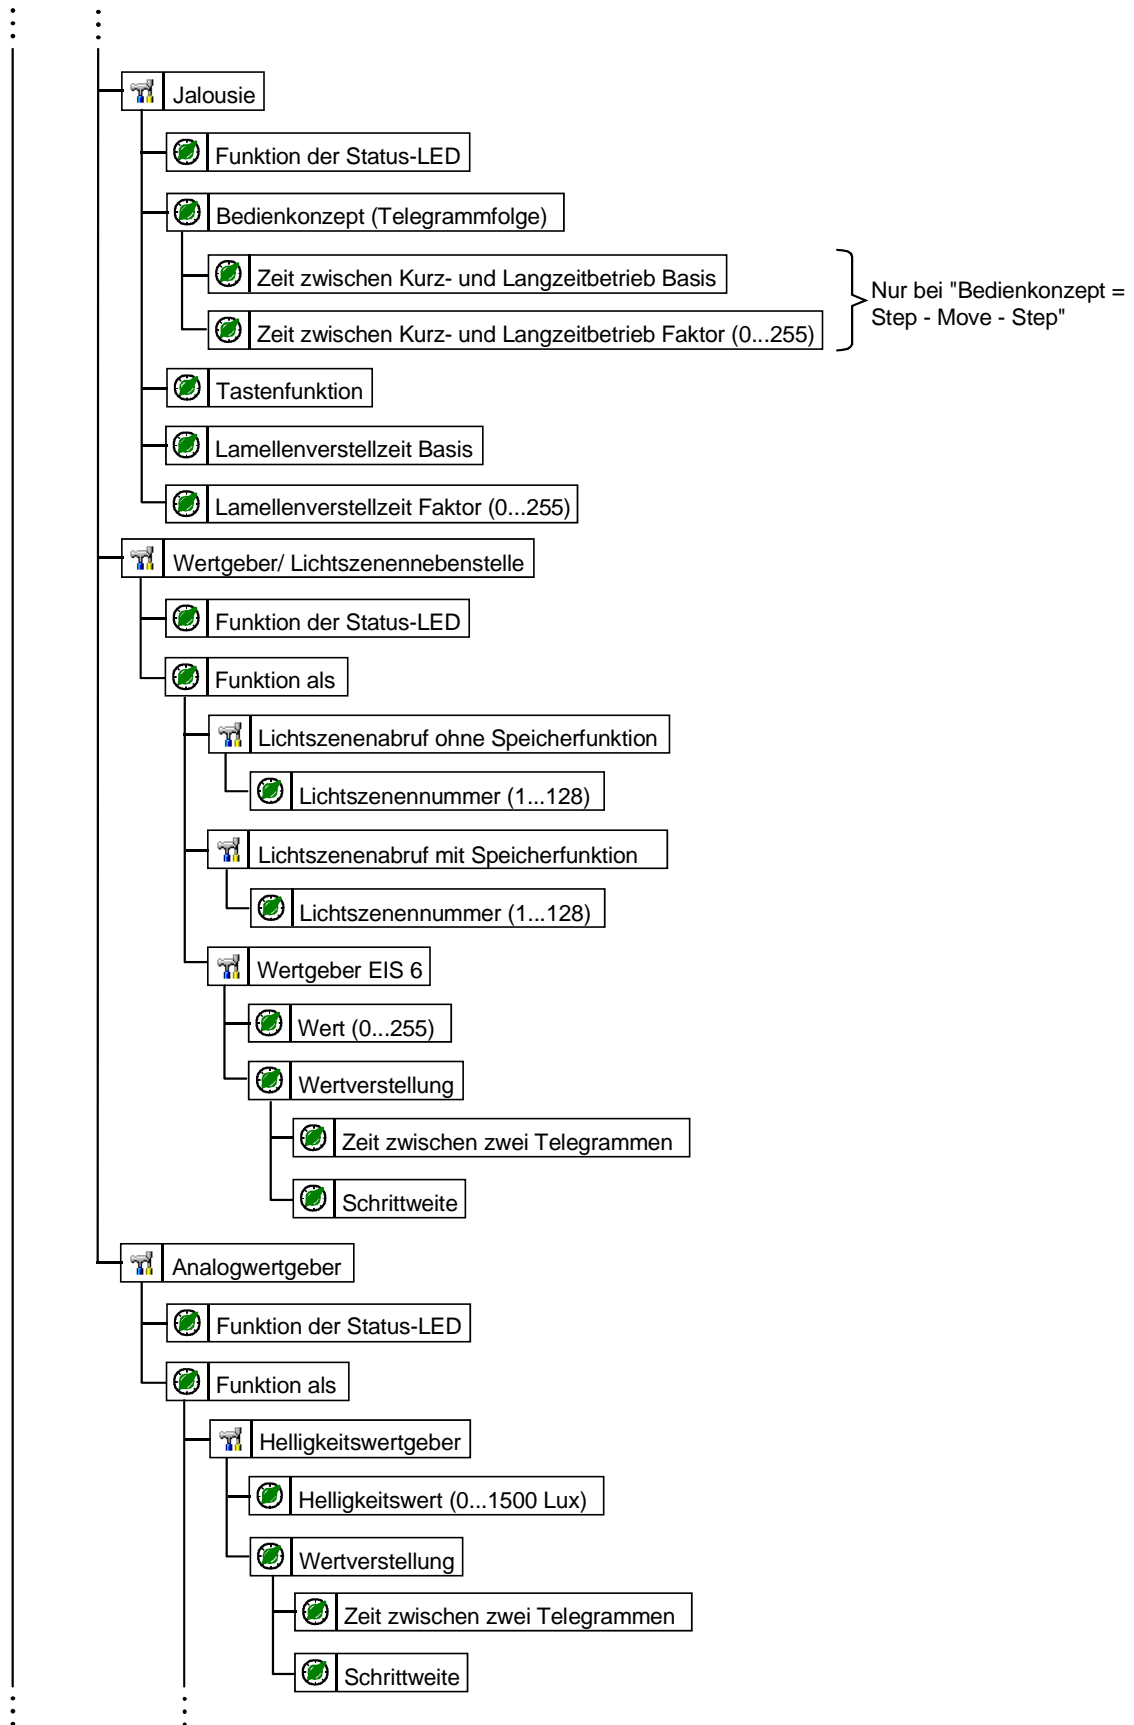 Jalousie
Funktion der Status-LED
Bedienkonzept (Telegrammfolge)
Zeit zwischen Kurz- und Langzeitbetrieb Basis
Zeit zwischen Kurz- und Langzeitbetrieb Faktor (0...255)
Nur bei "Bedienkonzept =
Step - Move - Step"
Tastenfunktion
Lamellenverstellzeit Basis
Lamellenverstellzeit Faktor (0...255)
Wertgeber/ Lichtszenennebenstelle
Funktion der Status-LED
Funktion als
Lichtszenenabruf ohne Speicherfunktion
Lichtszenennummer (1...128)
Lichtszenenabruf mit Speicherfunktion
Lichtszenennummer (1...128)
Wertgeber EIS 6
Wert (0...255)
Wertverstellung
Zeit zwischen zwei Telegrammen
Schrittweite
Analogwertgeber
Funktion der Status-LED
Funktion als
Helligkeitswertgeber
Helligkeitswert (0...1500 Lux)
Wertverstellung
Zeit zwischen zwei Telegrammen
Schrittweite